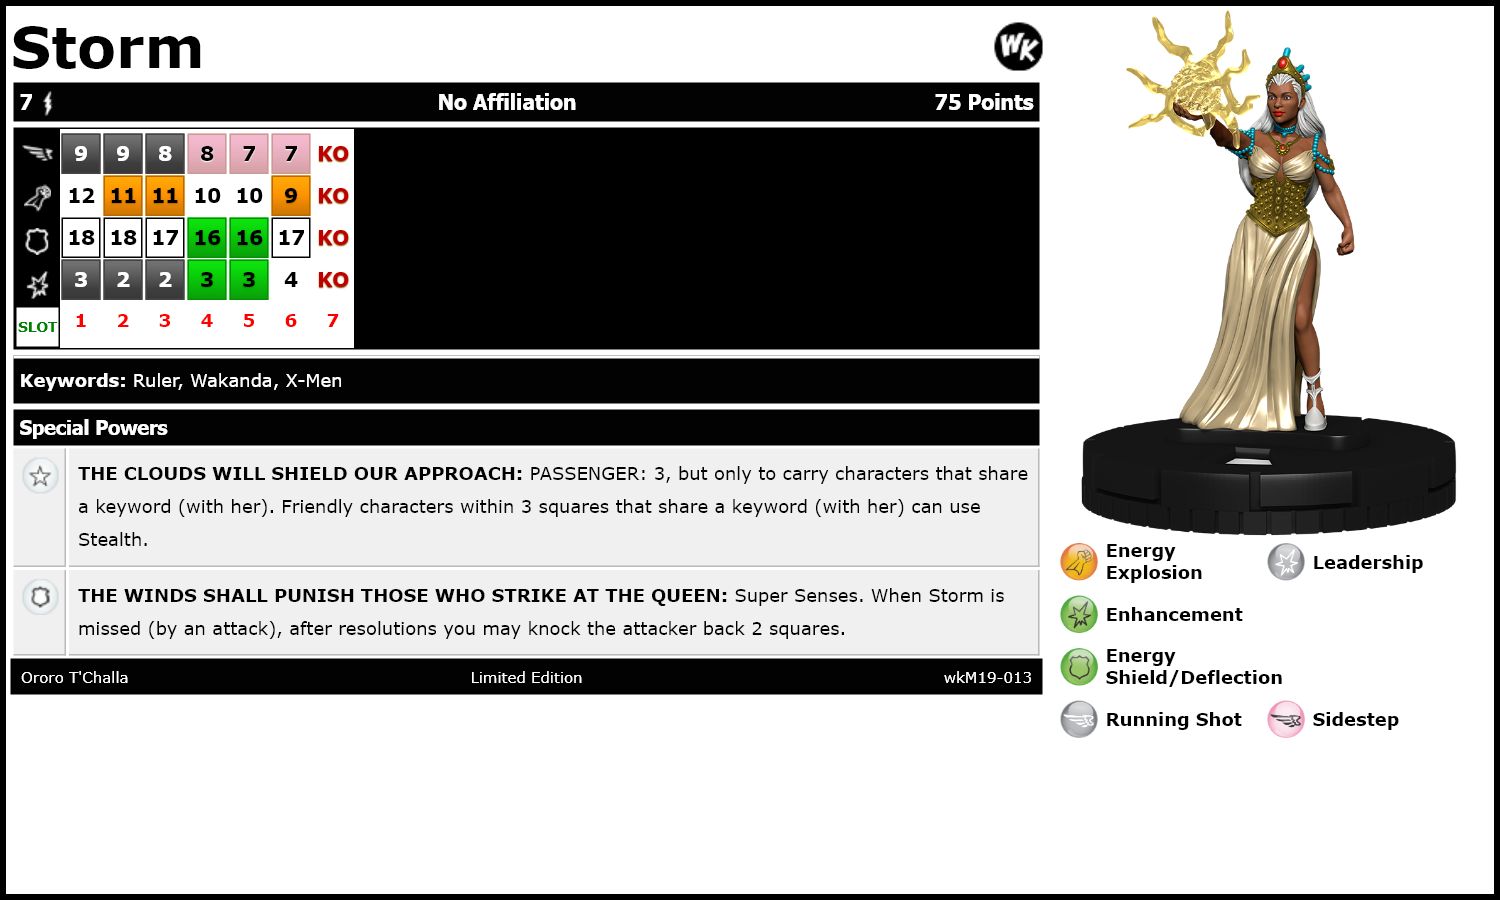 Storm
WK
7 No Affiliation 75 Points
9 9 8 8 7 7 KO
12 11 11 10 10 9 KO
18 18 17 16 16 17 KO
3 2 2 3 3 4 KO
SLOT 1 2 3 4 5 6 7
Keywords: Ruler, Wakanda, X-Men
Special Powers
THE CLOUDS WILL SHIELD OUR APPROACH: PASSENGER: 3, but only to carry characters that share
a keyword (with her). Friendly characters within 3 squares that share a keyword (with her) can use
Stealth.
THE WINDS SHALL PUNISH THOSE WHO STRIKE AT THE QUEEN: Super Senses. When Storm is
missed (by an attack), after resolutions you may knock the attacker back 2 squares.
Ororo T'Challa Limited Edition wkM19-013
Energy
Explosion
Leadership
Enhancement
Energy
Shield/Deflection
Running Shot
Sidestep